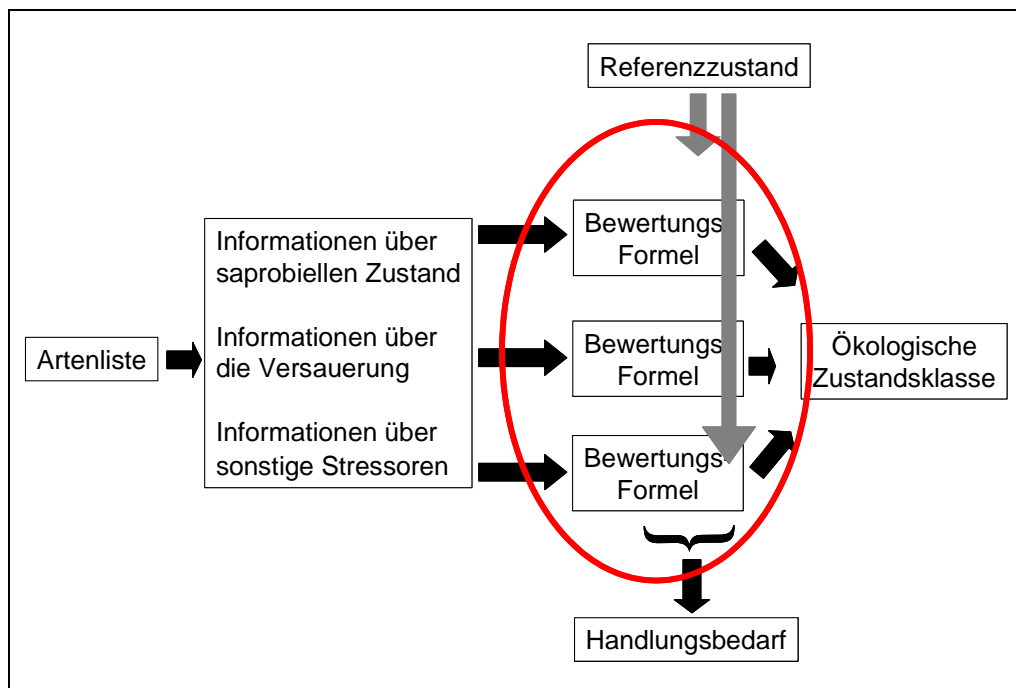 Referenzzustand
Informationen über
saprobiellen Zustand
Informationen über
die Versauerung
Informationen über
sonstige Stressoren
Artenliste
Bewertungs-
Formel
Bewertungs-
Formel
Bewertungs-
Formel
Ökologische
Zustandsklasse
Handlungsbedarf